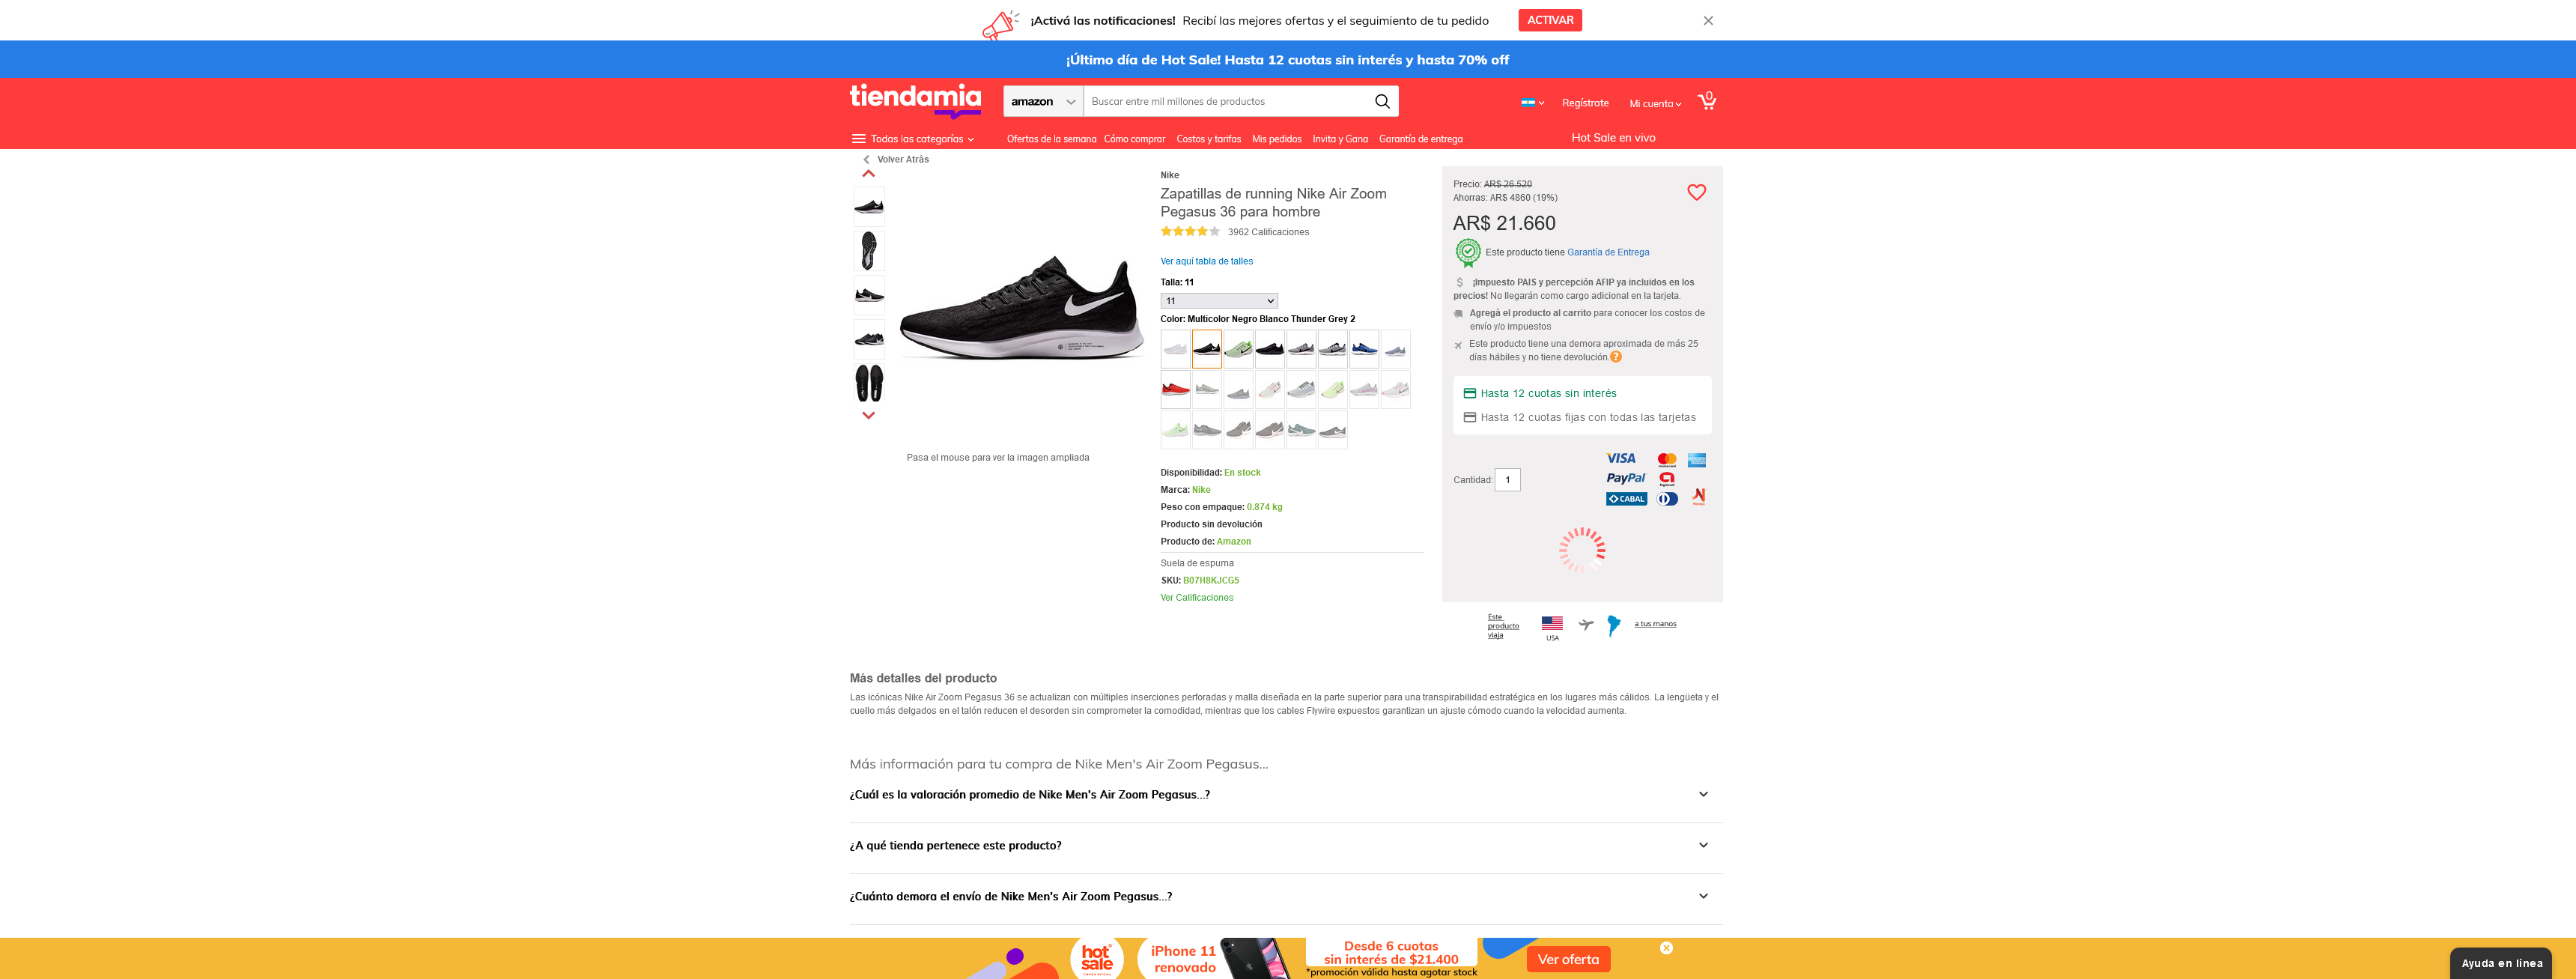 ¡Activá las notificaciones! Recibí las mejores ofertas y el seguimiento de tu pedido
ACTIVAR
¡Último día de Hot Sale! Hasta 12 cuotas sin interés y hasta 70% off
tiendamia
amazon
Buscar entre mil millones de productos
Regístrate
Mi cuenta
0
Todas las categorías
Ofertas de la semana
Cómo comprar
Costos y tarifas
Mis pedidos
Invita y Gana
Garantía de entrega
Hot Sale en vivo
Volver Atrás
Pasa el mouse para ver la imagen ampliada
Nike
Zapatillas de running Nike Air Zoom
Pegasus 36 para hombre
3962 Calificaciones
Ver aquí tabla de talles
Talla: 11
11
Color: Multicolor Negro Blanco Thunder Grey 2
Disponibilidad: En stock
Marca: Nike
Peso con empaque: 0.874 kg
Producto sin devolución
Producto de: Amazon
Suela de espuma
SKU: B07H8KJCG5
Ver Calificaciones
Precio: AR$ 26.520
Ahorras: AR$ 4860 (19%)
AR$ 21.660
Este producto tiene Garantía de Entrega
¡Impuesto PAIS y percepción AFIP ya incluidos en los
precios! No llegarán como cargo adicional en la tarjeta.
Agregá el producto al carrito para conocer los costos de
envío y/o impuestos
Este producto tiene una demora aproximada de más 25
días hábiles y no tiene devolución.
Hasta 12 cuotas sin interés
Hasta 12 cuotas fijas con todas las tarjetas
Cantidad: 1
VISA
PayPal
CABAL
Este
producto
viaja
USA
a tus manos
Más detalles del producto
Las icónicas Nike Air Zoom Pegasus 36 se actualizan con múltiples inserciones perforadas y malla diseñada en la parte superior para una transpirabilidad estratégica en los lugares más cálidos. La lengüeta y el
cuello más delgados en el talón reducen el desorden sin comprometer la comodidad, mientras que los cables Flywire expuestos garantizan un ajuste cómodo cuando la velocidad aumenta.
Más información para tu compra de Nike Men's Air Zoom Pegasus...
¿Cuál es la valoración promedio de Nike Men's Air Zoom Pegasus...?
¿A qué tienda pertenece este producto?
¿Cuánto demora el envío de Nike Men's Air Zoom Pegasus...?
hot
sale
iPhone 11
renovado
Desde 6 cuotas
sin interés de $21.400
*promoción válida hasta agotar stock
Ver oferta
Ayuda en línea